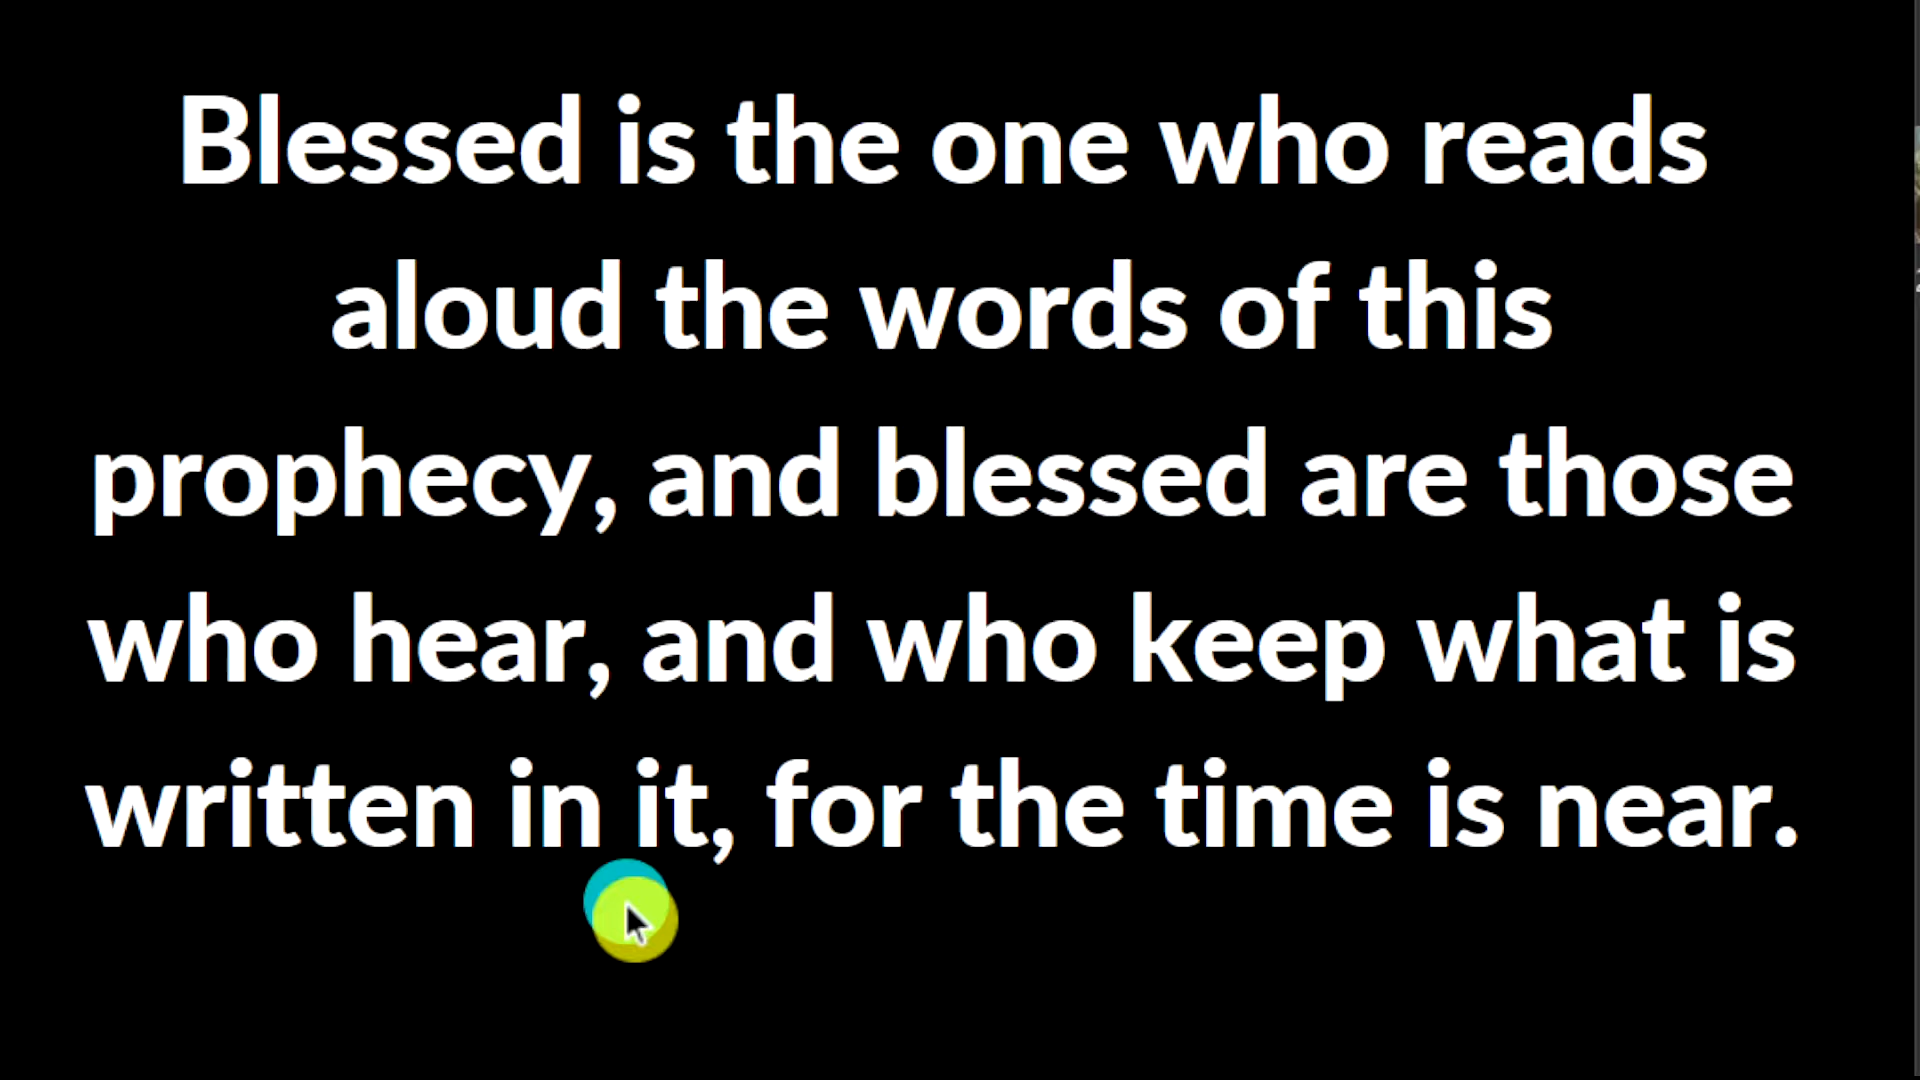 Blessed is the one who reads
aloud the words of this
prophecy, and blessed are those
who hear, and who keep what is
written in it, for the time is near.